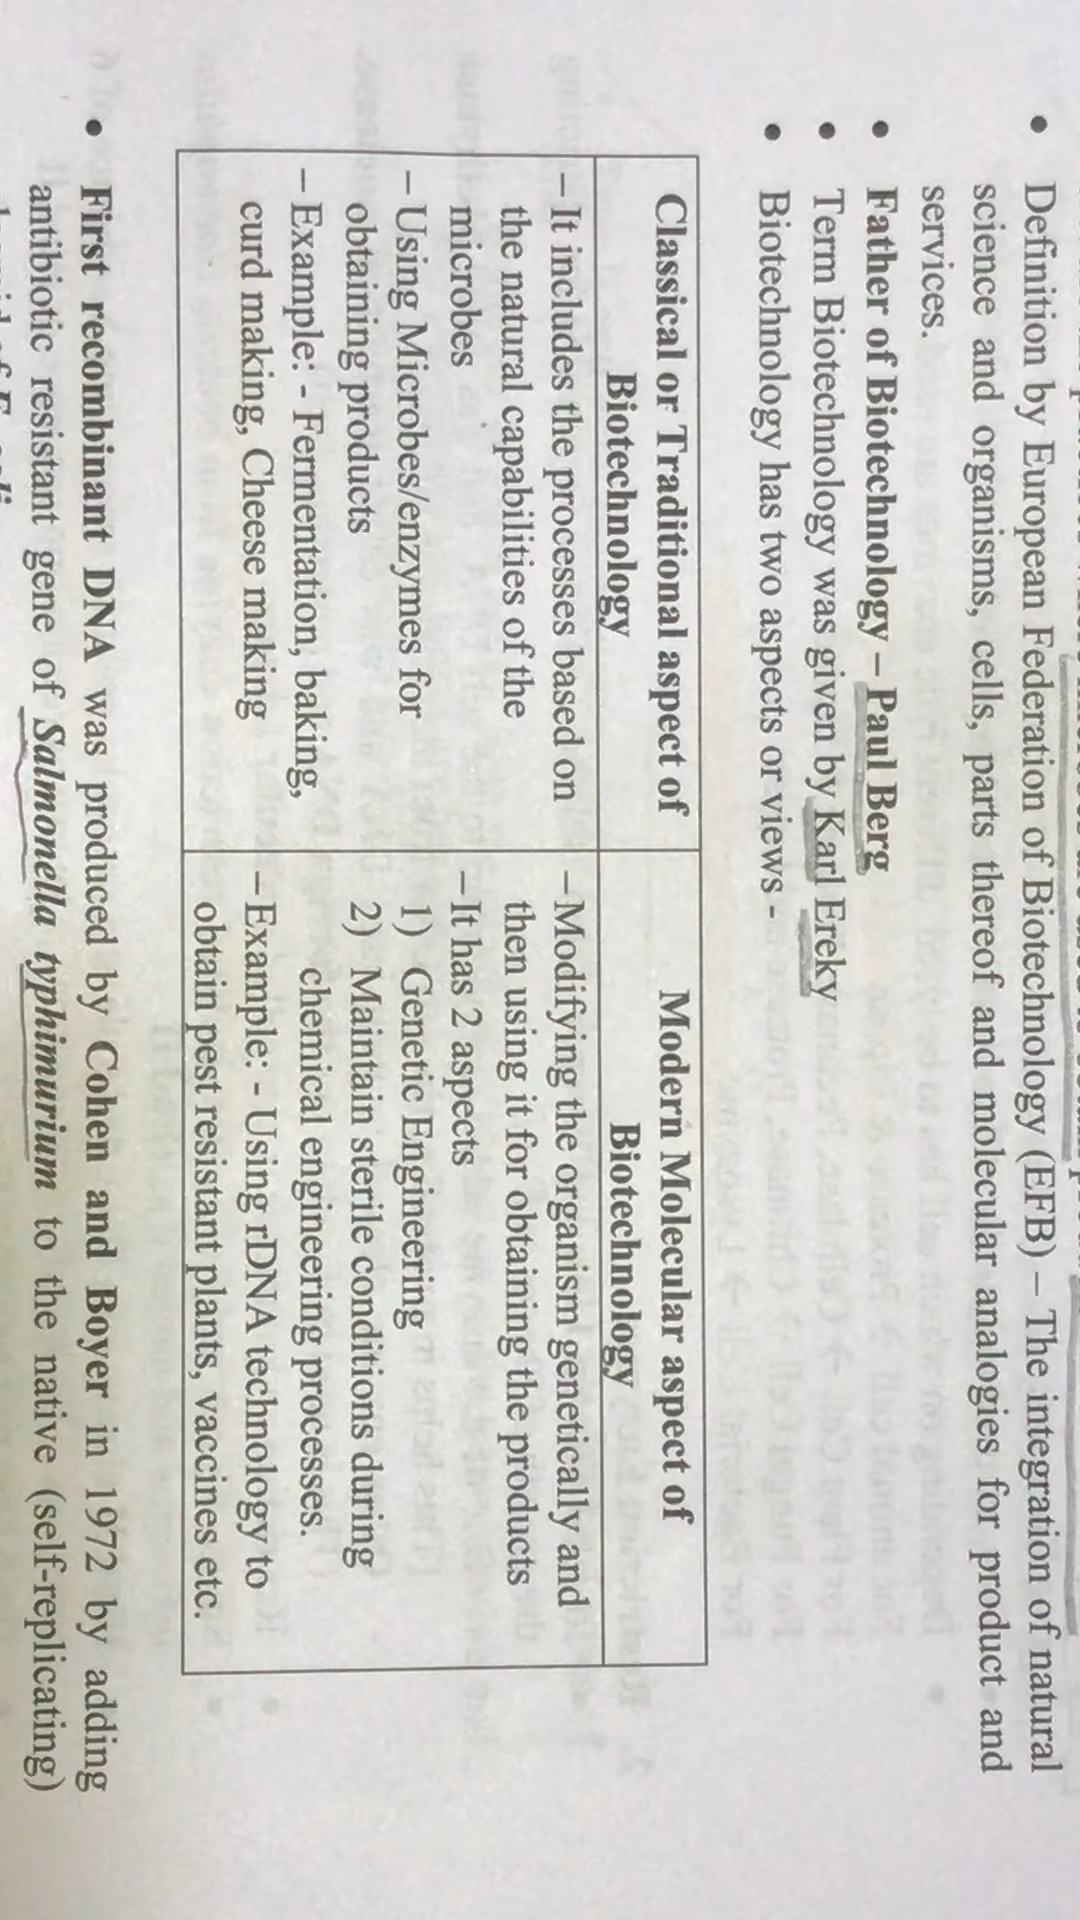 • Definition by European Federation of Biotechnology (EFB) – The integration of natural
science and organisms, cells, parts thereof and molecular analogies for product and
services.
• Father of Biotechnology – Paul Berg
• Term Biotechnology was given by Karl Ereky
• Biotechnology has two aspects or views -
Classical or Traditional aspect of
Biotechnology
– It includes the processes based on
the natural capabilities of the
microbes
– Using Microbes/enzymes for
obtaining products
– Example: - Fermentation, baking,
curd making, Cheese making
Modern Molecular aspect of
Biotechnology
– Modifying the organism genetically and
then using it for obtaining the products
– It has 2 aspects
1) Genetic Engineering
2) Maintain sterile conditions during
chemical engineering processes.
– Example: - Using rDNA technology to
obtain pest resistant plants, vaccines etc.
• First recombinant DNA was produced by Cohen and Boyer in 1972 by adding
antibiotic resistant gene of Salmonella typhimurium to the native (self-replicating)